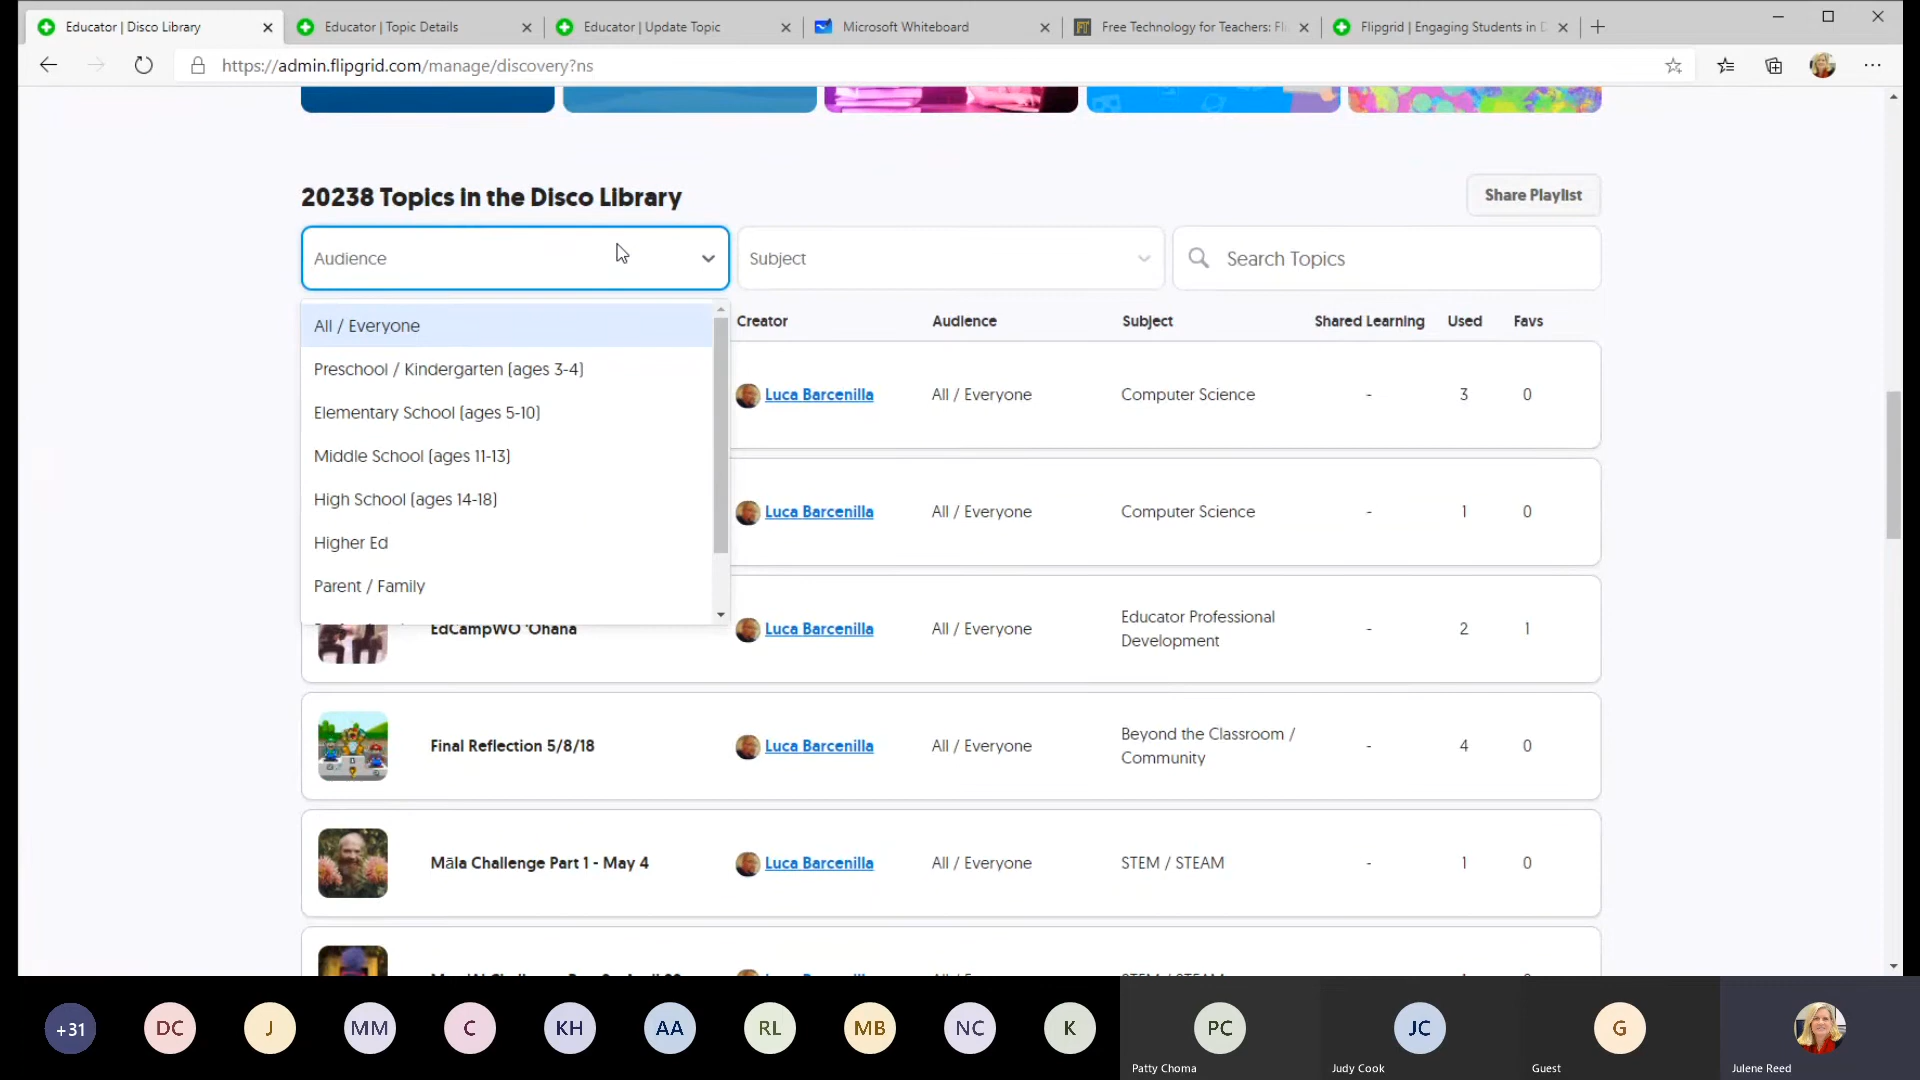 Educator | Disco Library
Educator | Topic Details
Educator | Update Topic
Microsoft Whiteboard
Free Technology for Teachers: Fli
Flipgrid | Engaging Students in D
https://admin.flipgrid.com/manage/discovery?ns
20238 Topics in the Disco Library
Share Playlist
Audience
Subject
Search Topics
All / Everyone
Preschool / Kindergarten (ages 3-4)
Elementary School (ages 5-10)
Middle School (ages 11-13)
High School (ages 14-18)
Higher Ed
Parent / Family
Creator Audience Subject Shared Learning Used Favs
Luca Barcenilla All / Everyone Computer Science - 3 0
Luca Barcenilla All / Everyone Computer Science - 1 0
EdCampWO 'Ohana Luca Barcenilla All / Everyone Educator Professional Development - 2 1
Final Reflection 5/8/18 Luca Barcenilla All / Everyone Beyond the Classroom / Community - 4 0
Māla Challenge Part 1 - May 4 Luca Barcenilla All / Everyone STEM / STEAM - 1 0
+31 DC J MM C KH AA RL MB NC K PC JC G
Patty Choma Judy Cook Guest Julene Reed